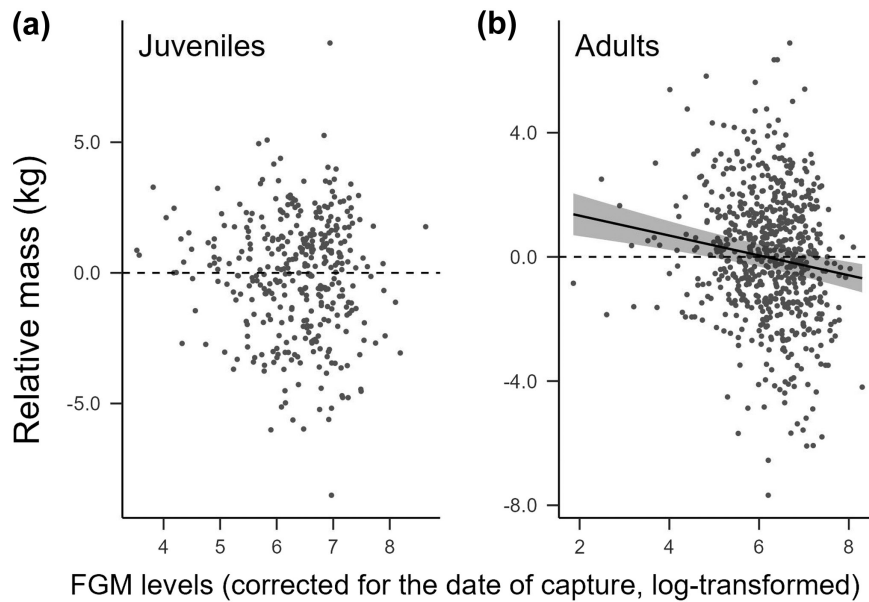 (a)
Juveniles
(b)
Adults
Relative mass (kg)
5.0
0.0
-5.0
4.0
0.0
-4.0
-8.0
4 5 6 7 8
2 4 6 8
FGM levels (corrected for the date of capture, log-transformed)